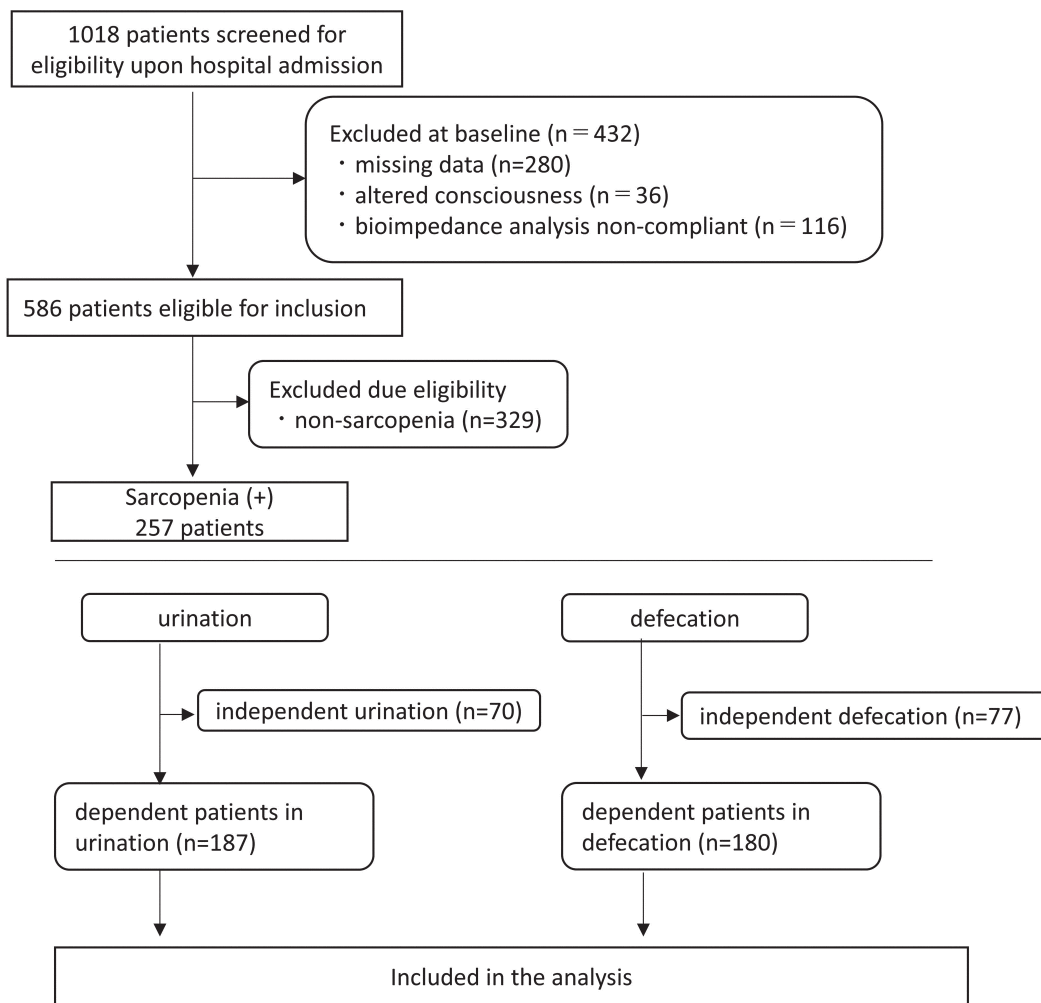 1018 patients screened for
eligibility upon hospital admission
Excluded at baseline (n＝432)
・missing data (n=280)
・altered consciousness (n＝36)
・bioimpedance analysis non-compliant (n＝116)
586 patients eligible for inclusion
Excluded due eligibility
・non-sarcopenia (n=329)
Sarcopenia (+)
257 patients
urination
defecation
independent urination (n=70)
independent defecation (n=77)
dependent patients in
urination (n=187)
dependent patients in
defecation (n=180)
Included in the analysis